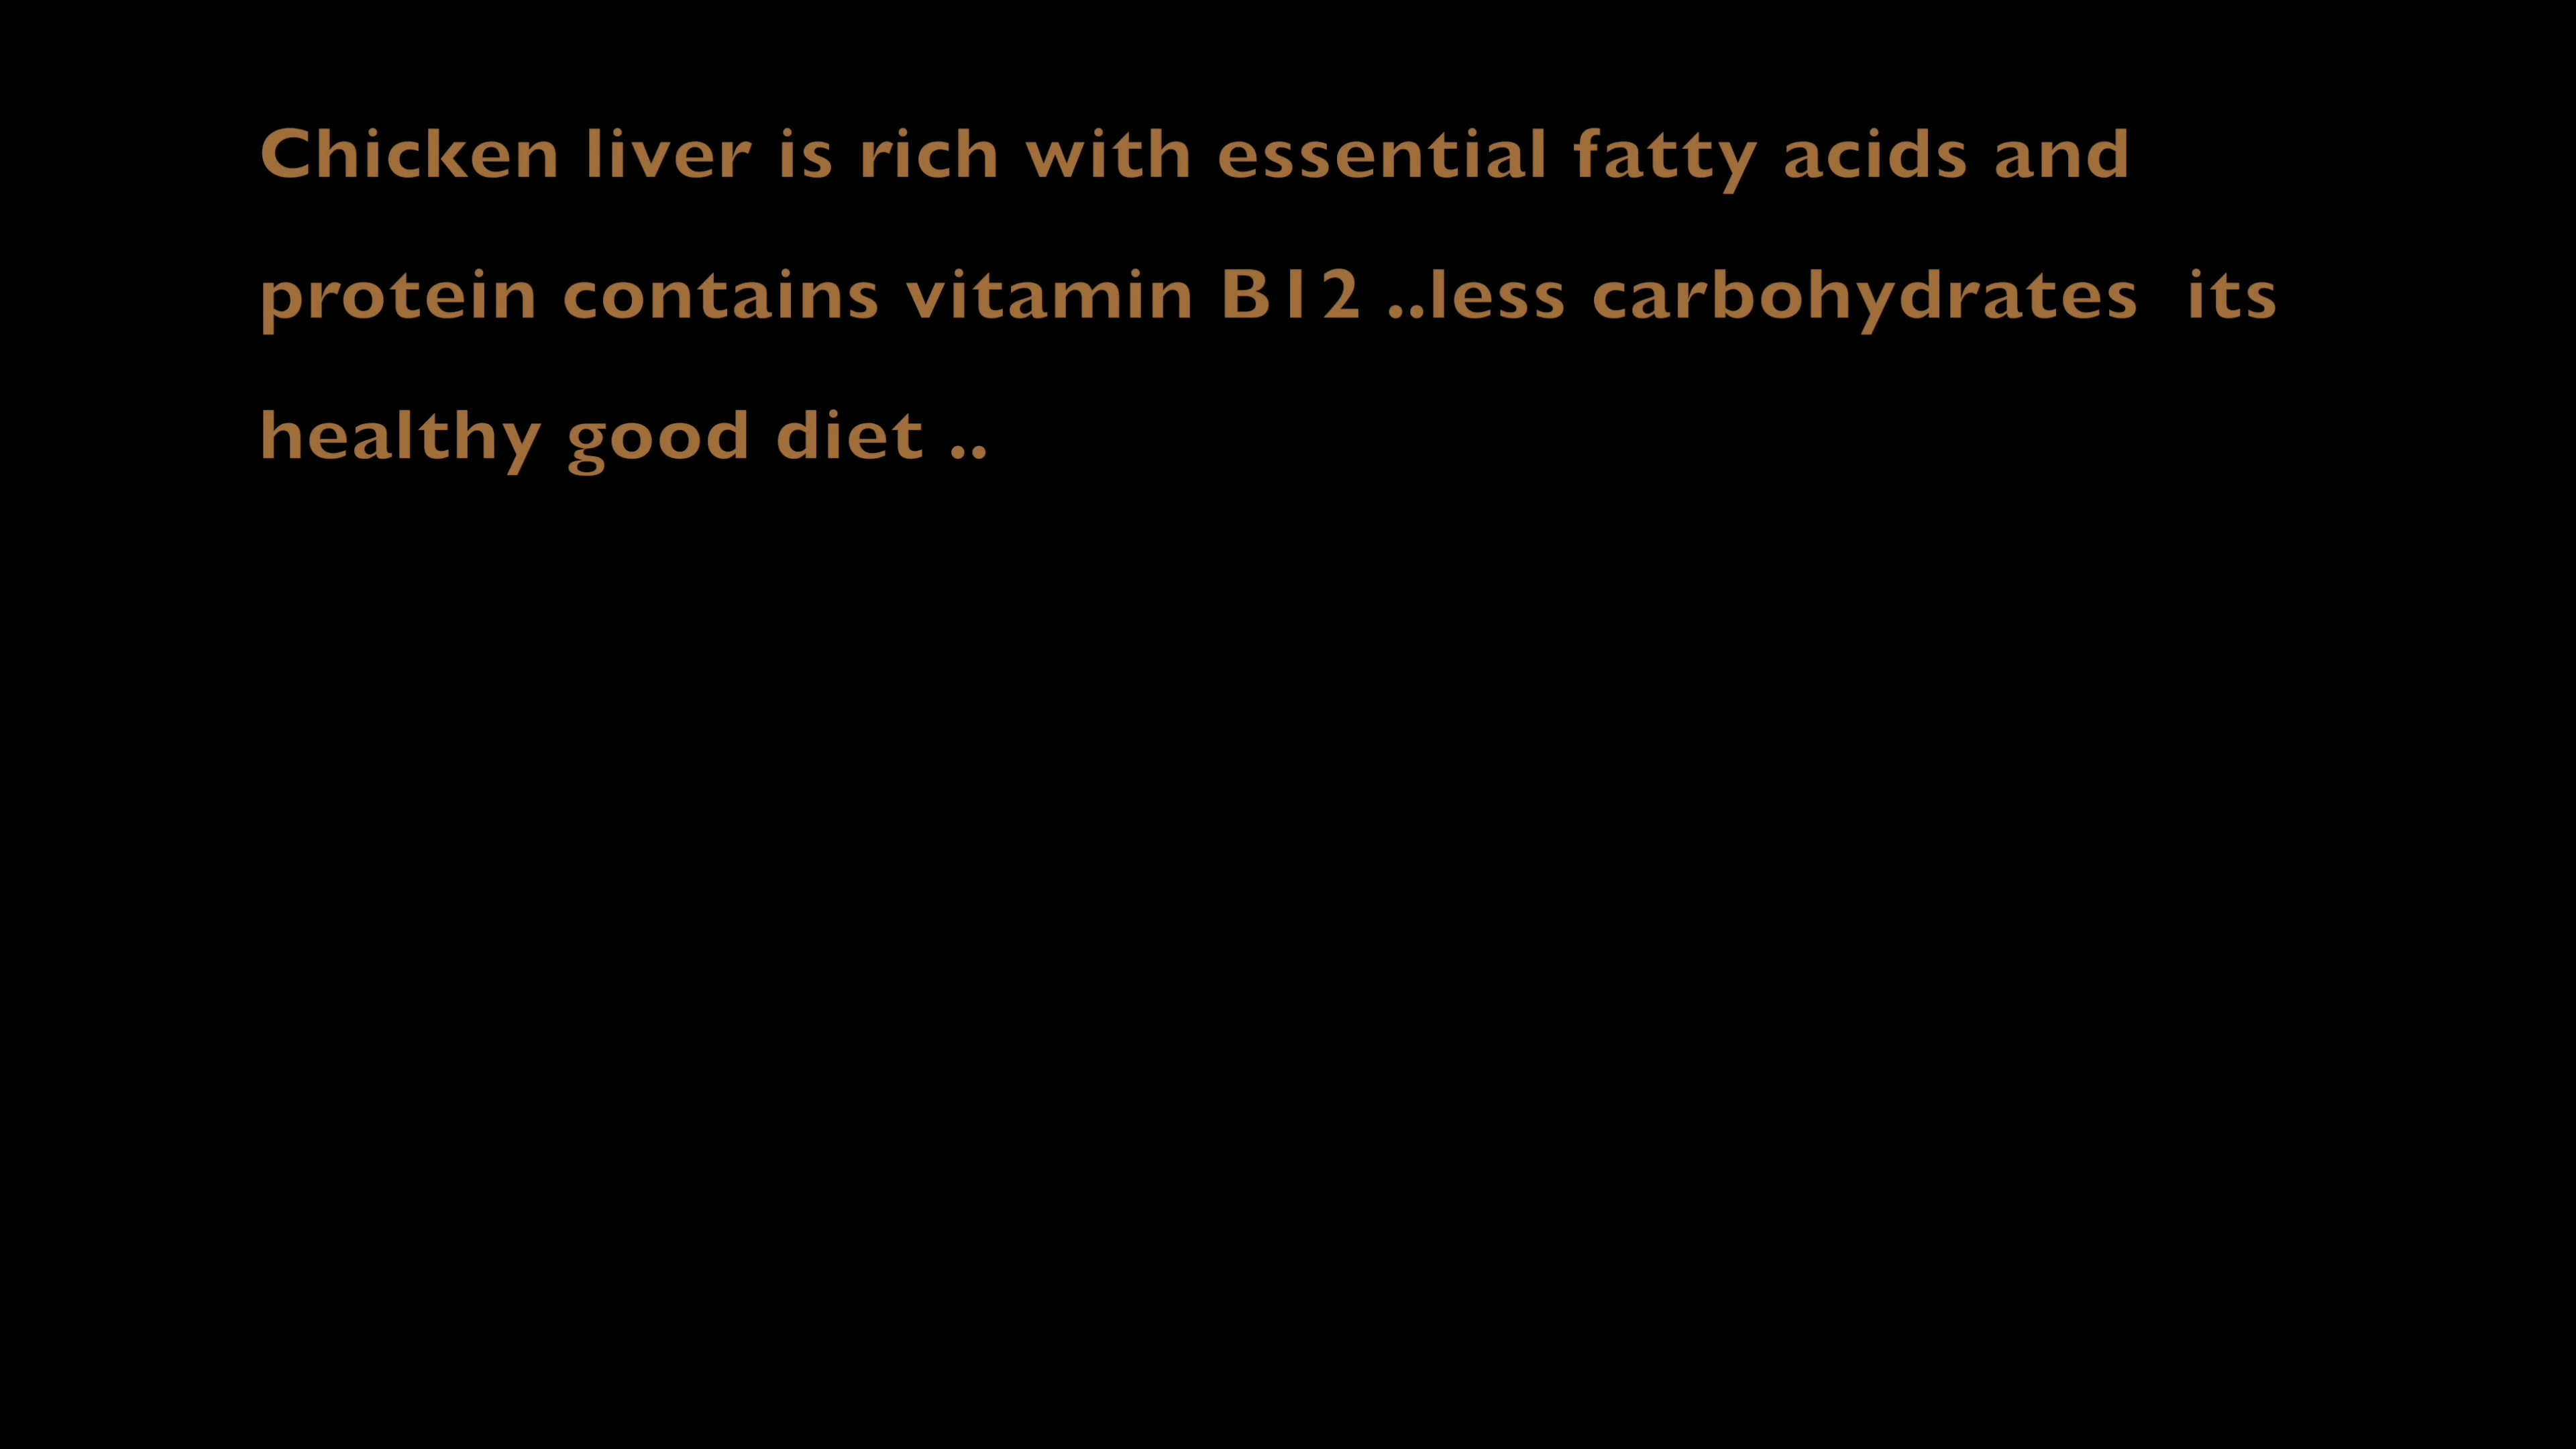 Chicken liver is rich with essential fatty acids and
protein contains vitamin B12 ..less carbohydrates  its
healthy good diet ..